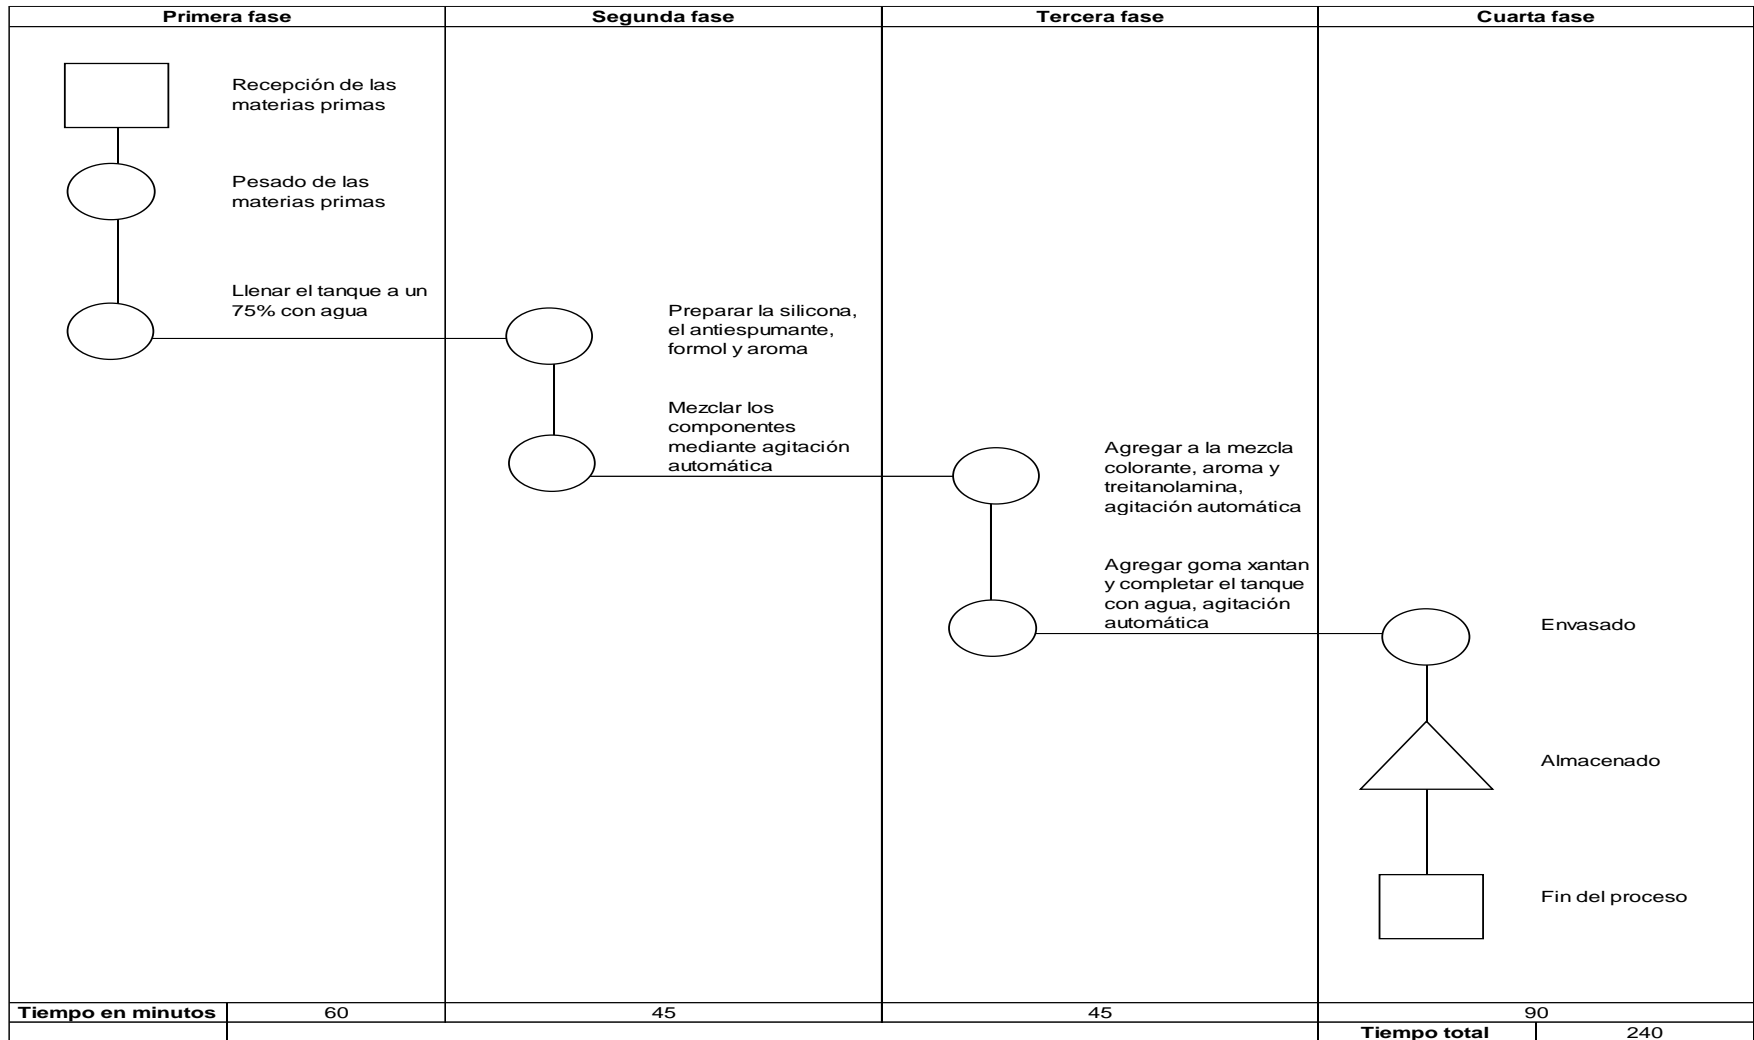 Primera fase
Segunda fase
Tercera fase
Cuarta fase
Recepción de las
materias primas
Pesado de las
materias primas
Llenar el tanque a un
75% con agua
Preparar la silicona,
el antiespumante,
formol y aroma
Mezclar los
componentes
mediante agitación
automática
Agregar a la mezcla
colorante, aroma y
treitanolamina,
agitación automática
Agregar goma xantan
y completar el tanque
con agua, agitación
automática
Envasado
Almacenado
Fin del proceso
Tiempo en minutos
60
45
45
90
Tiempo total
240